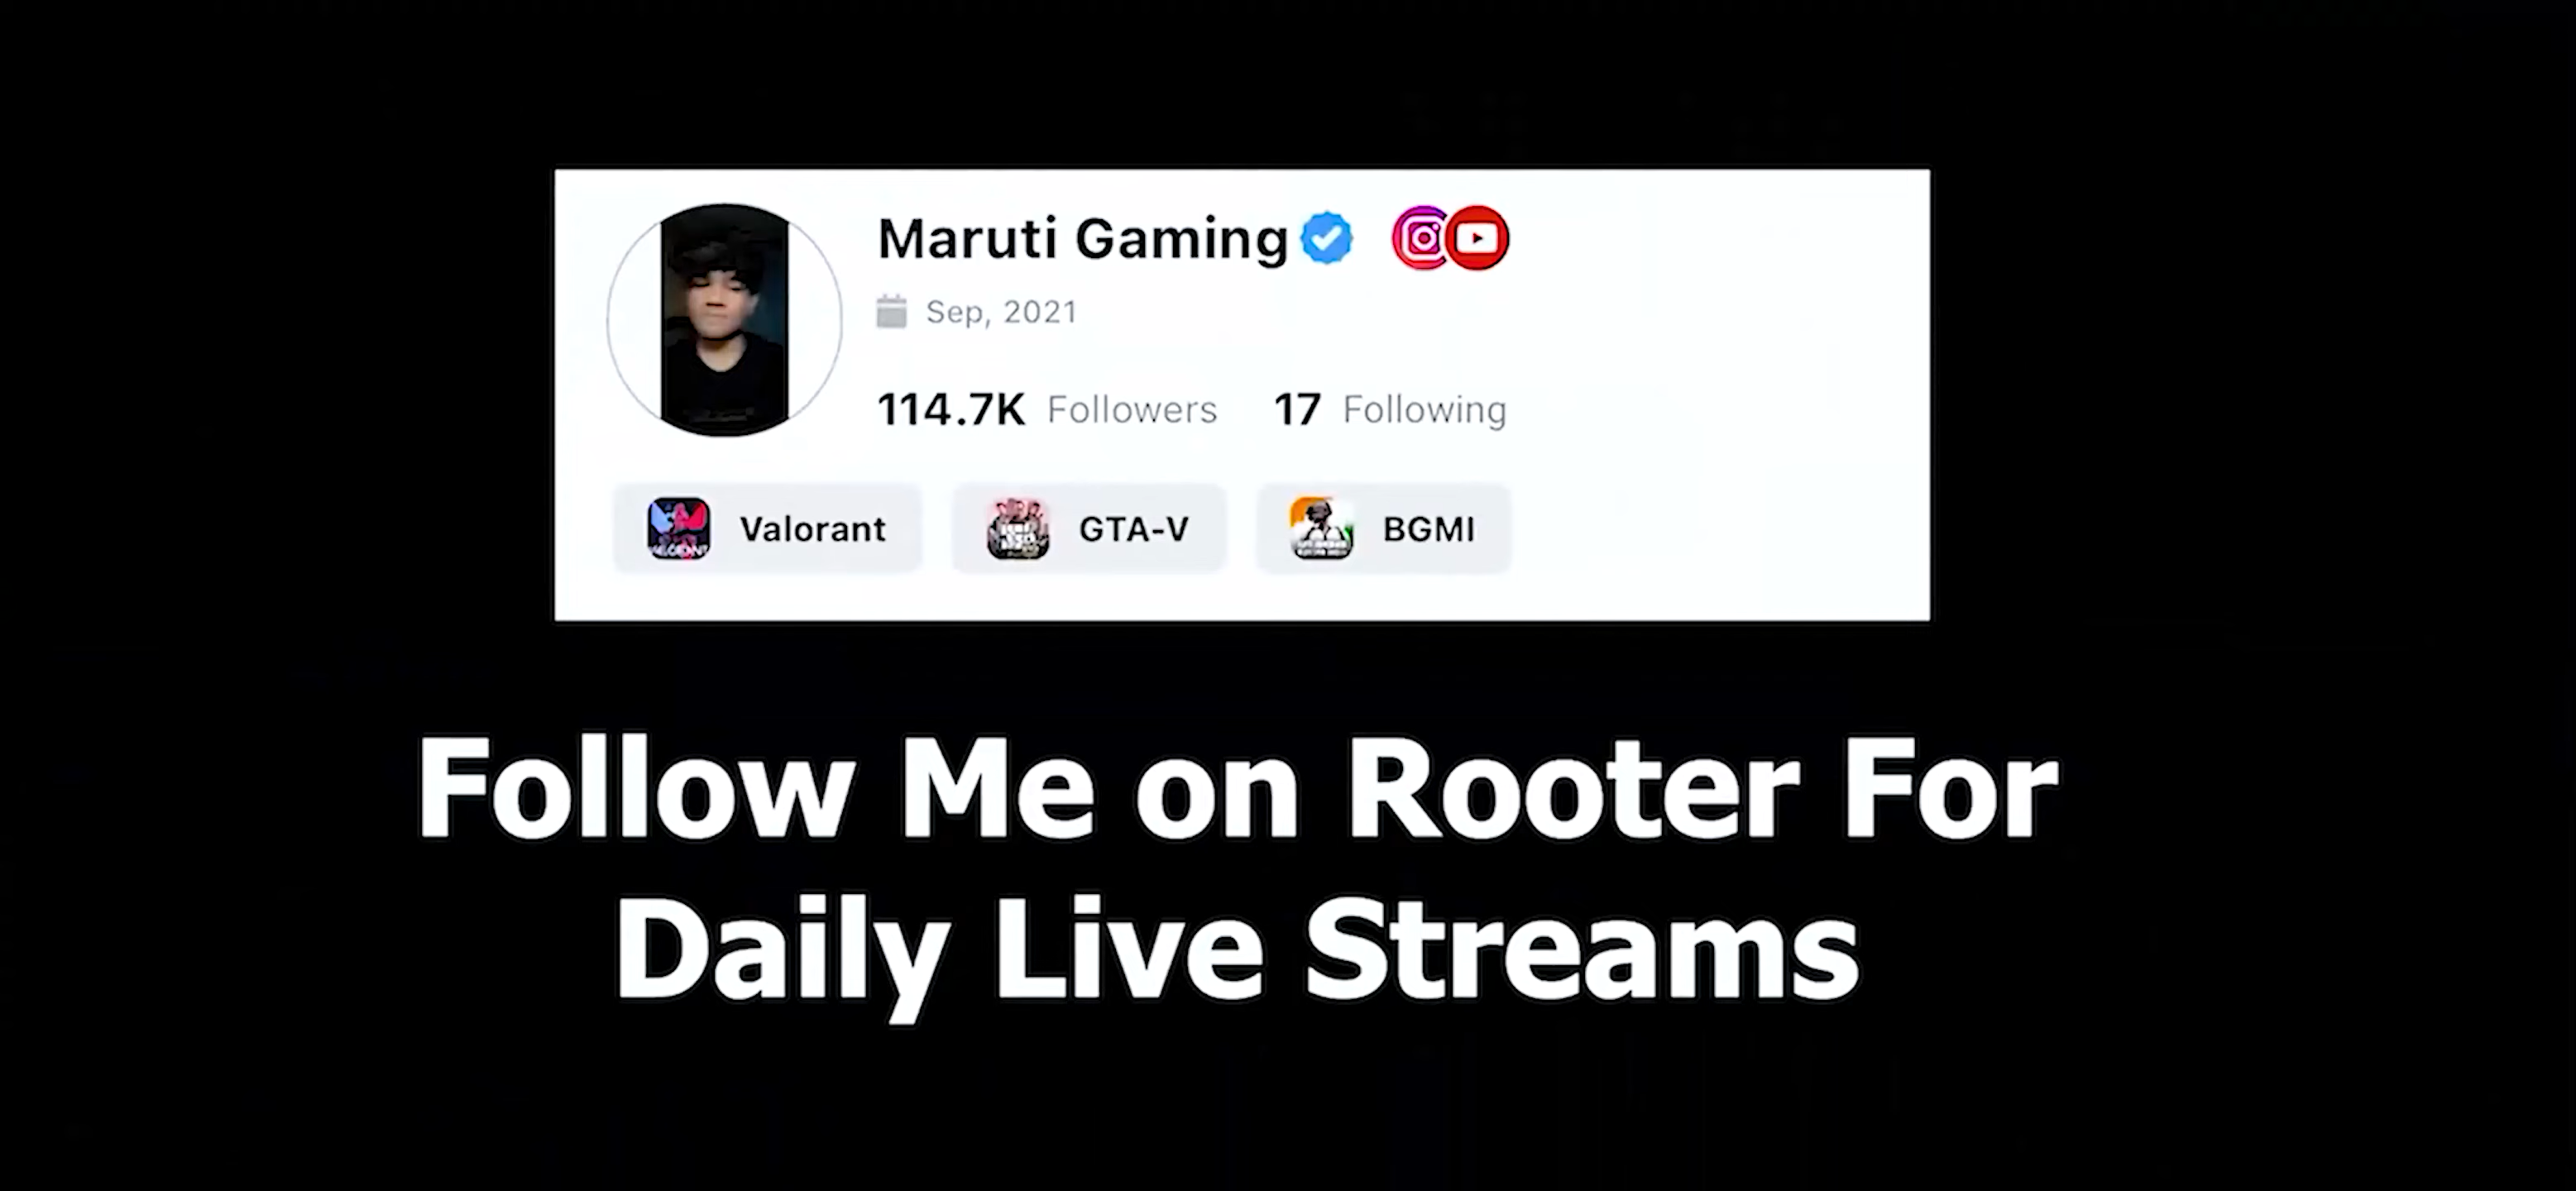 Maruti Gaming
Sep, 2021
114.7K Followers 17 Following
Valorant GTA-V BGMI
Follow Me on Rooter For
Daily Live Streams